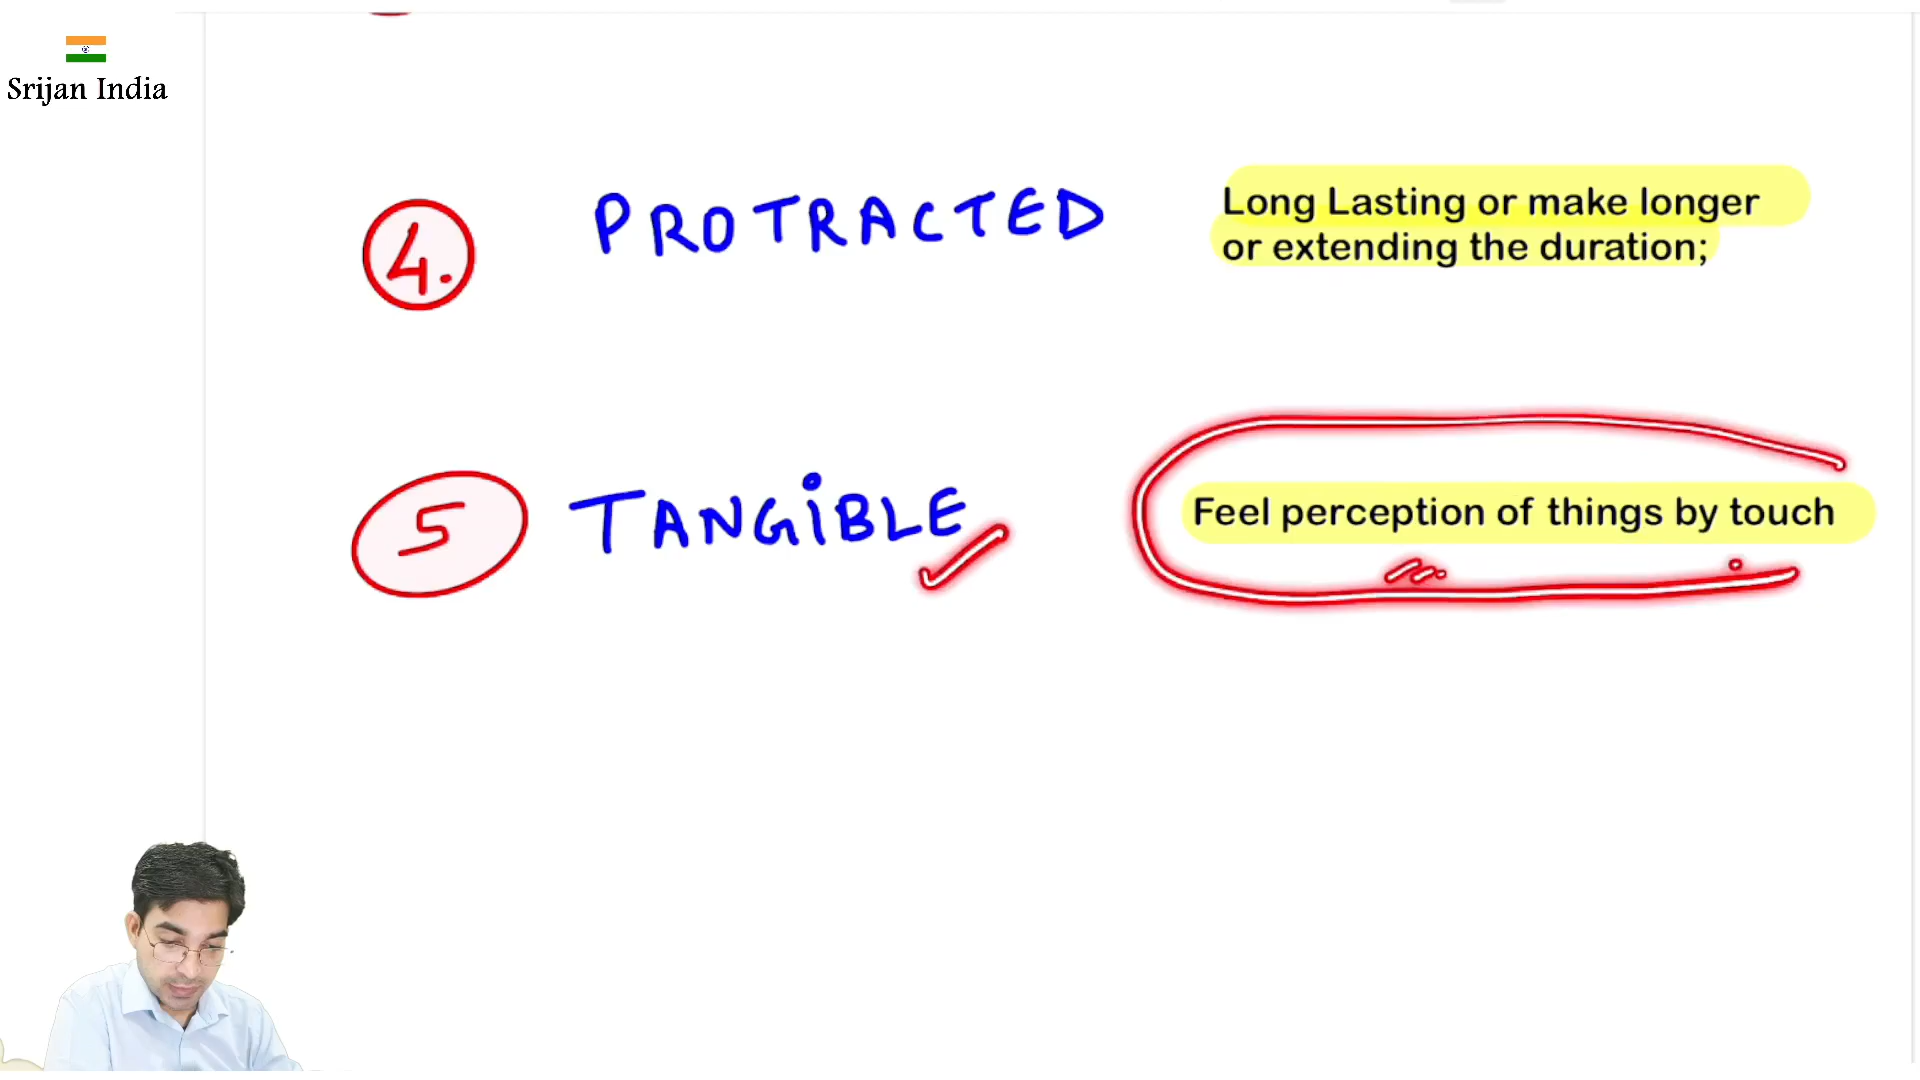 Srijan India
4. PROTRACTED Long Lasting or make longer
or extending the duration;
5 TANGiBLE Feel perception of things by touch